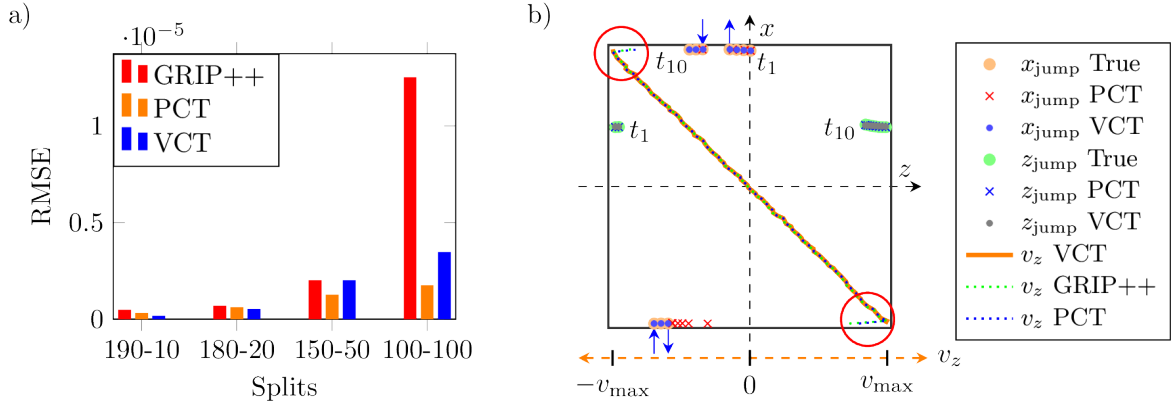 a)
·10⁻⁵
GRIP++
PCT
VCT
1
0.5
0
RMSE
190-10 180-20 150-50 100-100
Splits
b)
x
t₁₀ t₁
t₁ t₁₀
z
v_z
−v_max 0 v_max
x_jump True
x_jump PCT
x_jump VCT
z_jump True
z_jump PCT
z_jump VCT
v_z VCT
v_z GRIP++
v_z PCT